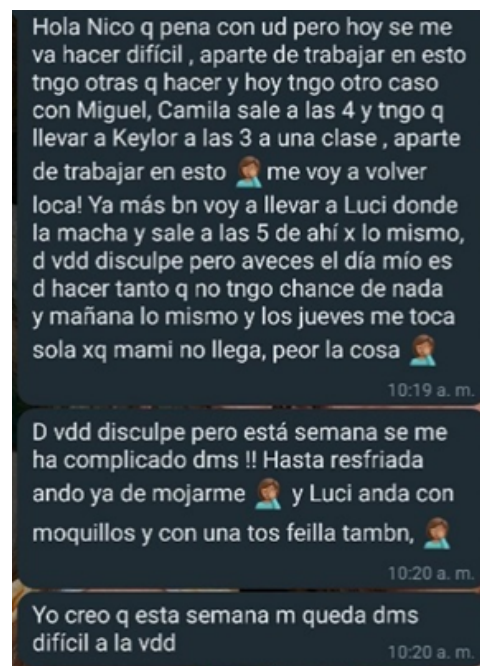 Hola Nico q pena con ud pero hoy se me
va hacer difícil , aparte de trabajar en esto
tngo otras q hacer y hoy tngo otro caso
con Miguel, Camila sale a las 4 y tngo q
llevar a Keylor a las 3 a una clase , aparte
de trabajar en esto 🤦🏽‍♀️ me voy a volver
loca! Ya más bn voy a llevar a Luci donde
la macha y sale a las 5 de ahí x lo mismo,
d vdd disculpe pero aveces el día mío es
d hacer tanto q no tngo chance de nada
y mañana lo mismo y los jueves me toca
sola xq mami no llega, peor la cosa 🤦🏽‍♀️
10:19 a. m.
D vdd disculpe pero está semana se me
ha complicado dms !! Hasta resfriada
ando ya de mojarme 🤦🏽‍♀️ y Luci anda con
moquillos y con una tos feilla tambn, 🤦🏽‍♀️
10:20 a. m.
Yo creo q esta semana m queda dms
difícil a la vdd
10:20 a. m.